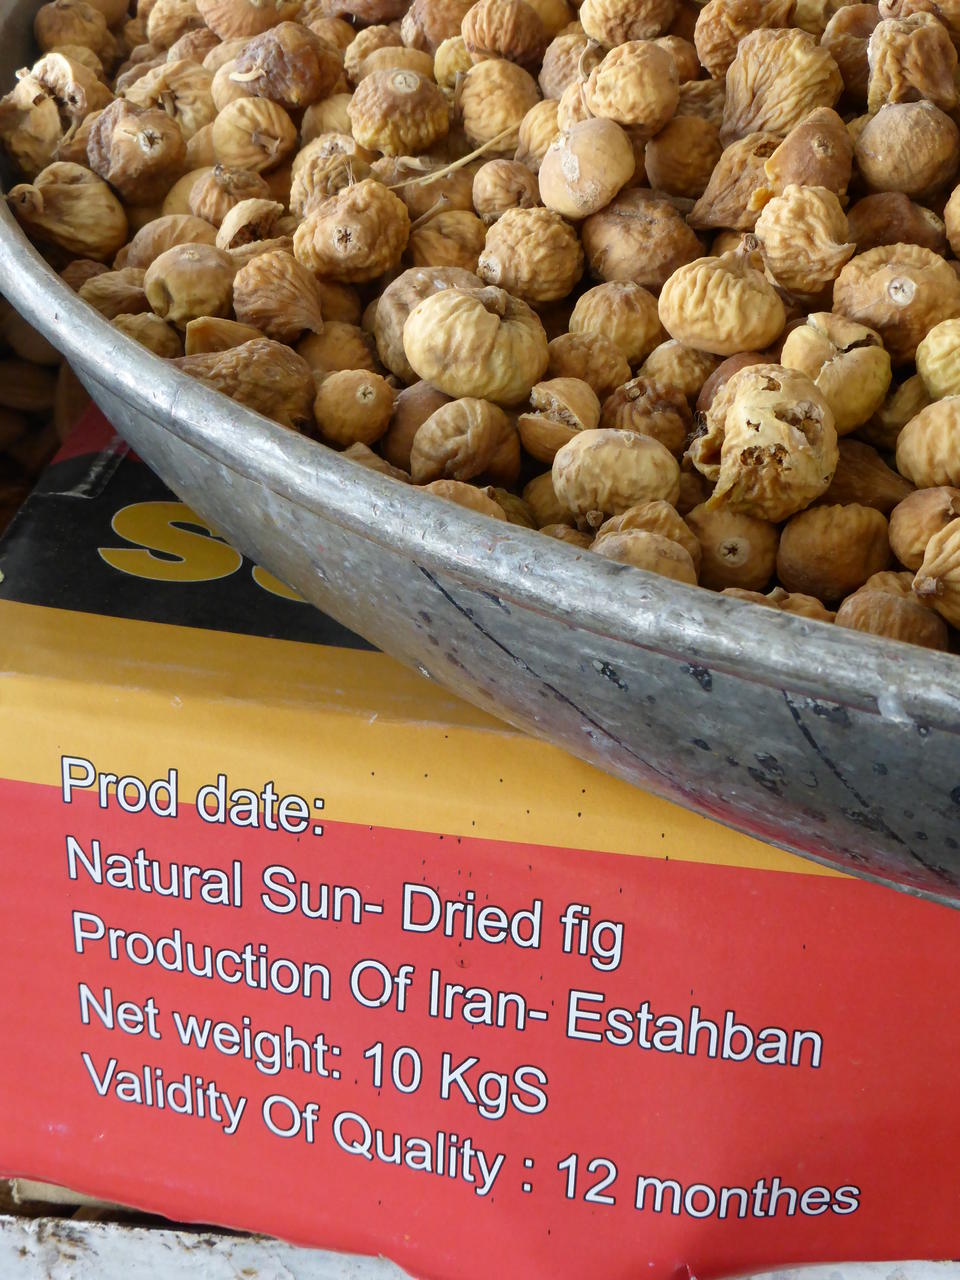 Prod date:
Natural Sun- Dried fig
Production Of Iran- Estahban
Net weight: 10 KgS
Validity Of Quality : 12 monthes